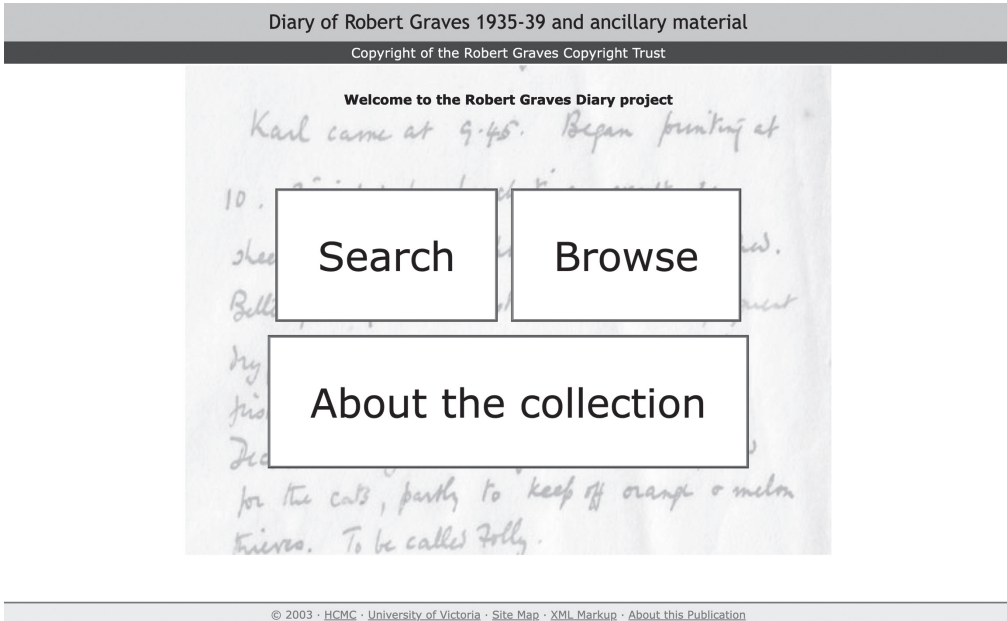 Diary of Robert Graves 1935-39 and ancillary material
Copyright of the Robert Graves Copyright Trust
Welcome to the Robert Graves Diary project
Karl came at 9.45. Began printing at
10.
Search Browse
About the collection
for the cats, partly to keep off orange & melon
thieves. To be called Folly.
© 2003 · HCMC · University of Victoria · Site Map · XML Markup · About this Publication